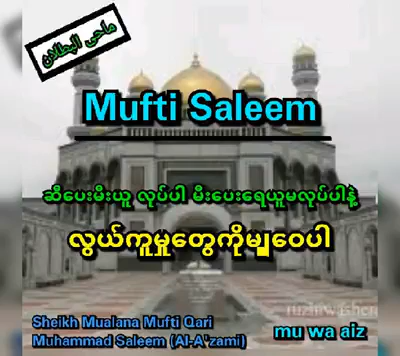 ماحي البطلان
Mufti Saleem
ဆီပေးမီးယူ လုပ်ပါ မီးပေးရေယူမလုပ်ပါနဲ့
လွယ်ကူမှုတွေကိုမျှဝေပါ
Sheikh Mualana Mufti Qari
Muhammad Saleem (Al-A'zami)
mu wa aiz